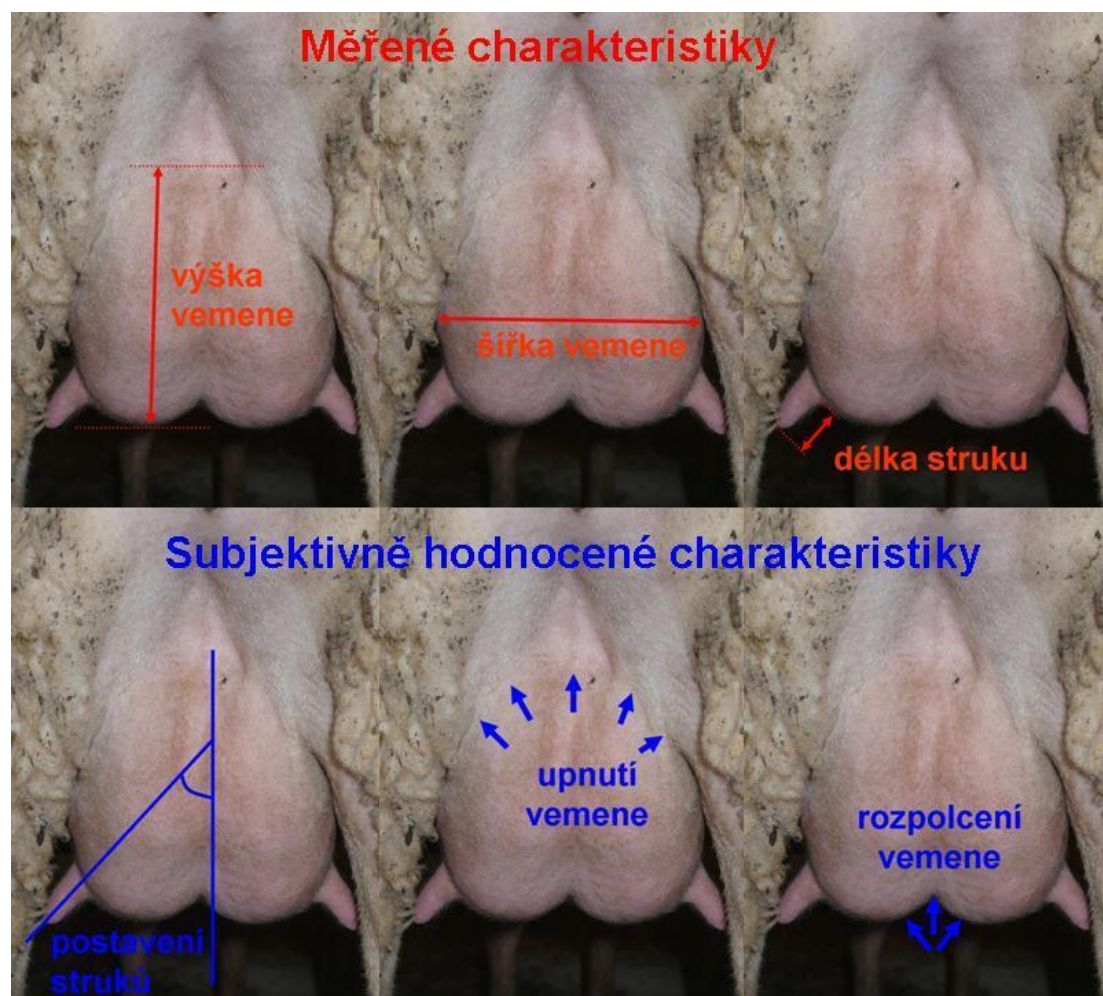 Měřené charakteristiky
výška
vemene
šířka vemene
délka struku
Subjektivně hodnocené charakteristiky
postavení
struků
upnutí
vemene
rozpolcení
vemene